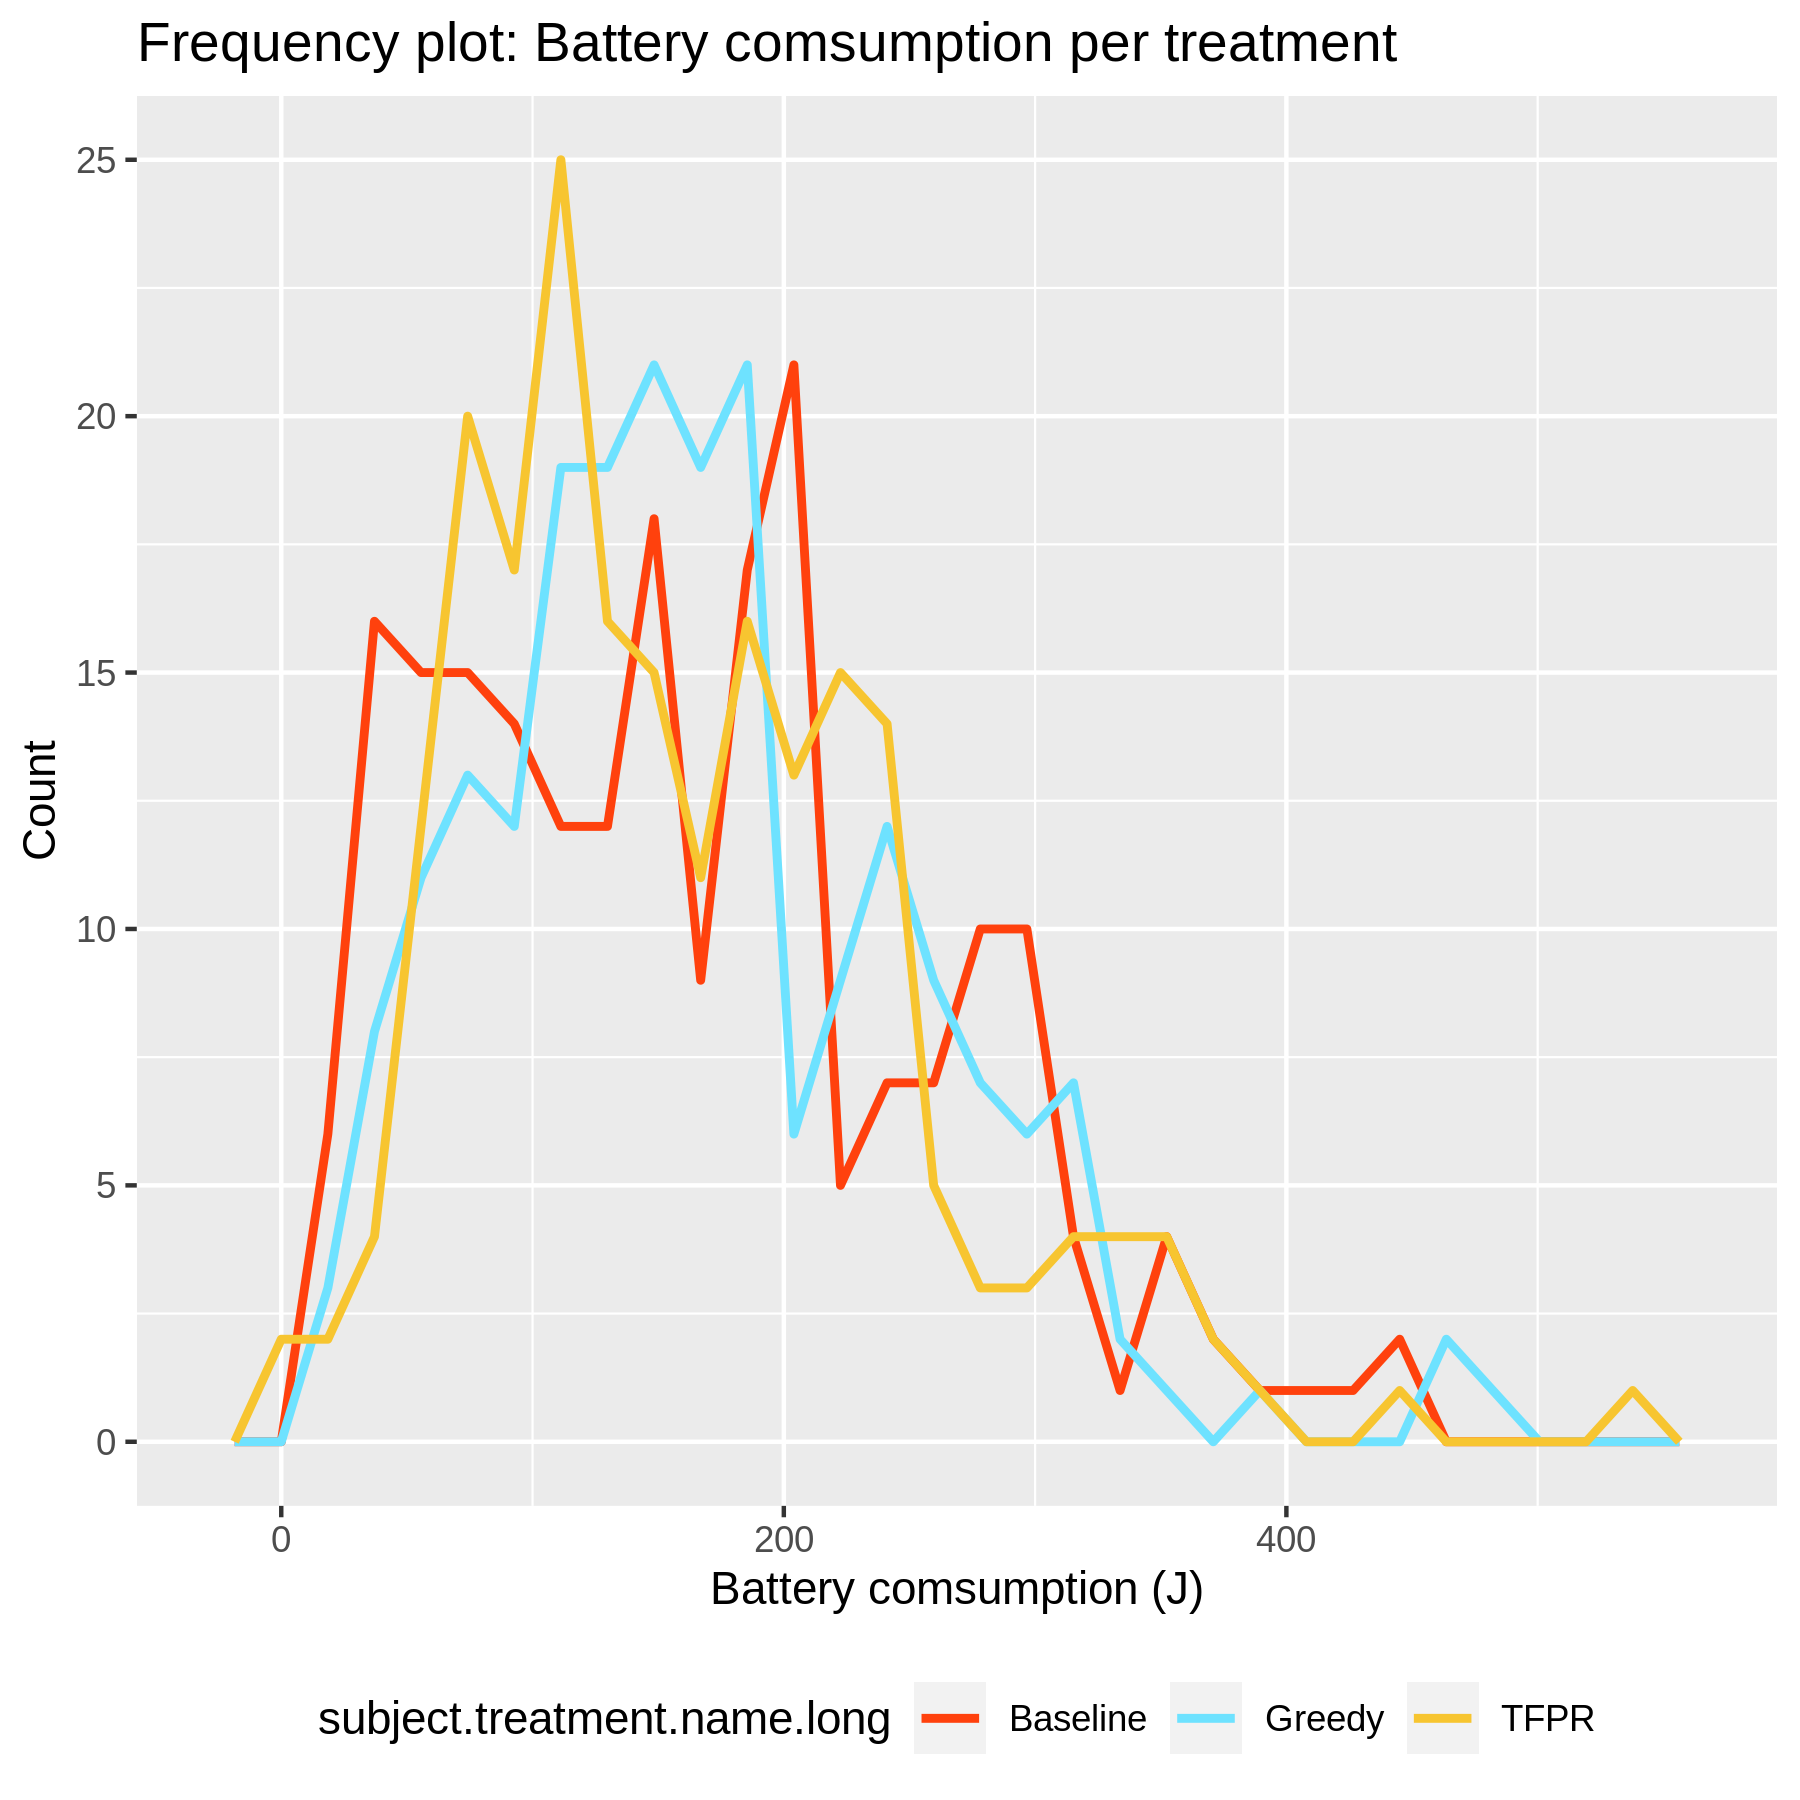 Frequency plot: Battery comsumption per treatment
25
20
15
10
5
0
Count
0 200 400
Battery comsumption (J)
subject.treatment.name.long Baseline Greedy TFPR